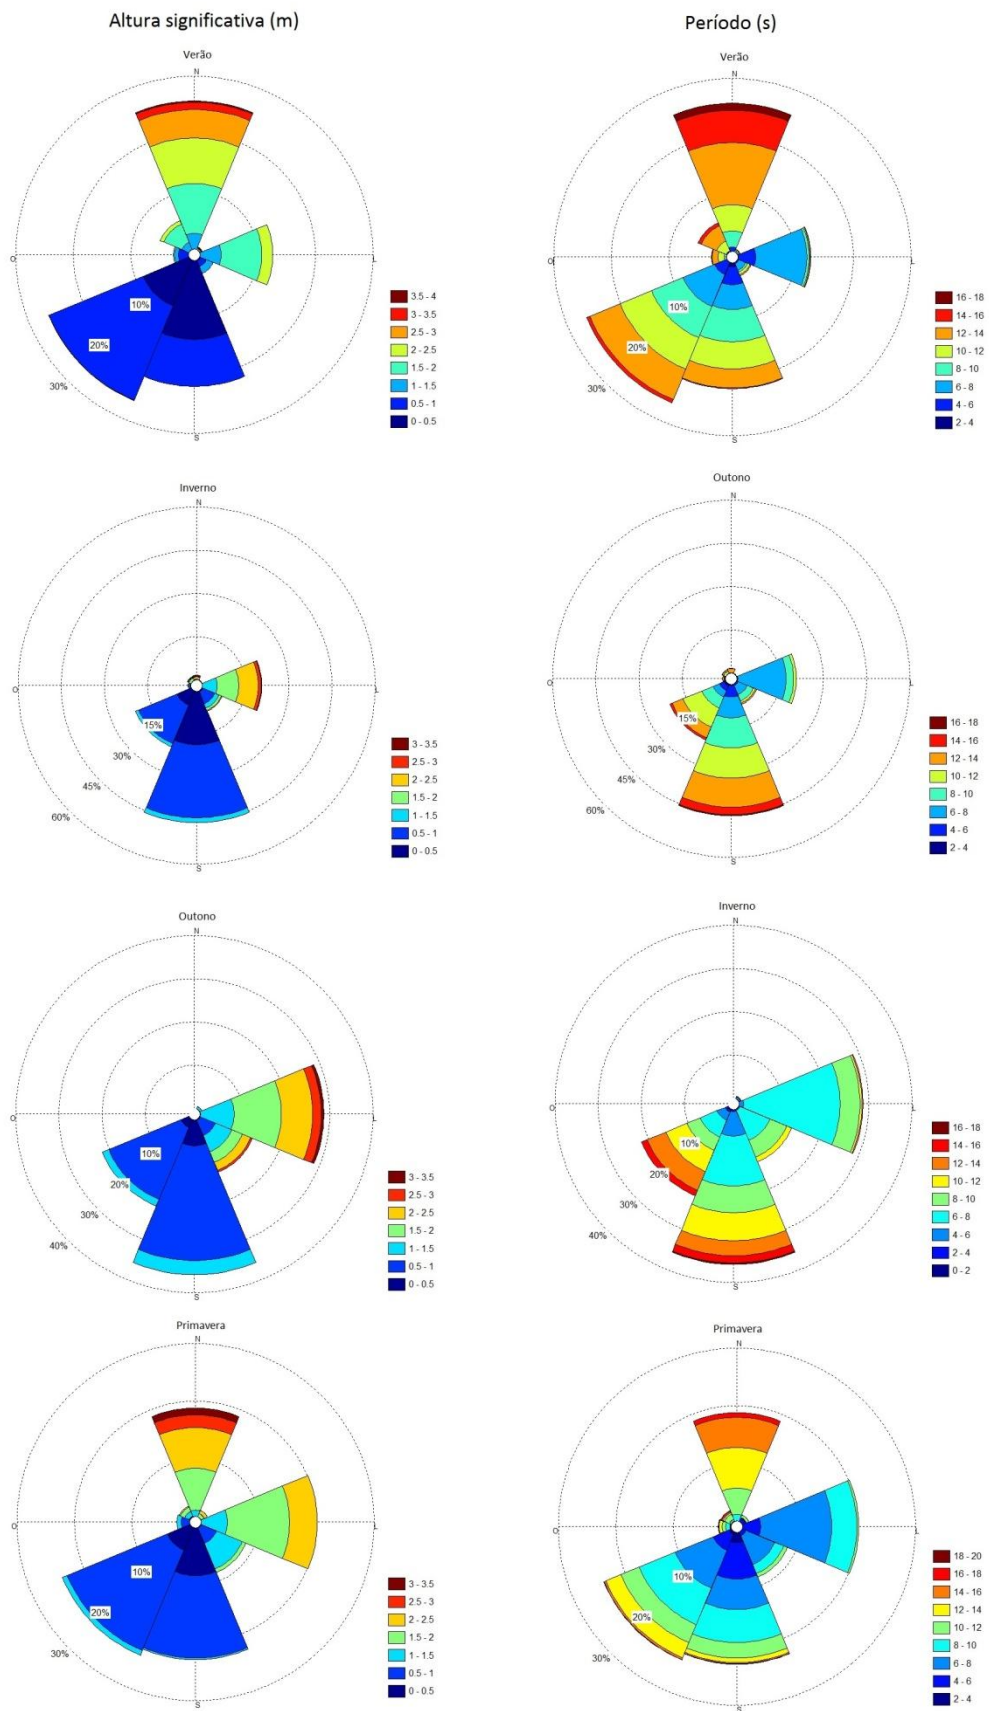 Altura significativa (m)
Período (s)
Verão
N
O
L
S
10%
20%
30%
3.5 - 4
3 - 3.5
2.5 - 3
2 - 2.5
1.5 - 2
1 - 1.5
0.5 - 1
0 - 0.5
Verão
N
O
L
S
10%
20%
30%
16 - 18
14 - 16
12 - 14
10 - 12
8 - 10
6 - 8
4 - 6
2 - 4
Inverno
N
O
L
S
15%
30%
45%
60%
3 - 3.5
2.5 - 3
2 - 2.5
1.5 - 2
1 - 1.5
0.5 - 1
0 - 0.5
Outono
N
O
L
S
15%
30%
45%
60%
16 - 18
14 - 16
12 - 14
10 - 12
8 - 10
6 - 8
4 - 6
2 - 4
Outono
N
O
L
S
10%
20%
30%
40%
3 - 3.5
2.5 - 3
2 - 2.5
1.5 - 2
1 - 1.5
0.5 - 1
0 - 0.5
Inverno
N
O
L
S
10%
20%
30%
40%
16 - 18
14 - 16
12 - 14
10 - 12
8 - 10
6 - 8
4 - 6
2 - 4
0 - 2
Primavera
N
O
L
S
10%
20%
30%
3 - 3.5
2.5 - 3
2 - 2.5
1.5 - 2
1 - 1.5
0.5 - 1
0 - 0.5
Primavera
N
O
L
S
10%
20%
30%
18 - 20
16 - 18
14 - 16
12 - 14
10 - 12
8 - 10
6 - 8
4 - 6
2 - 4